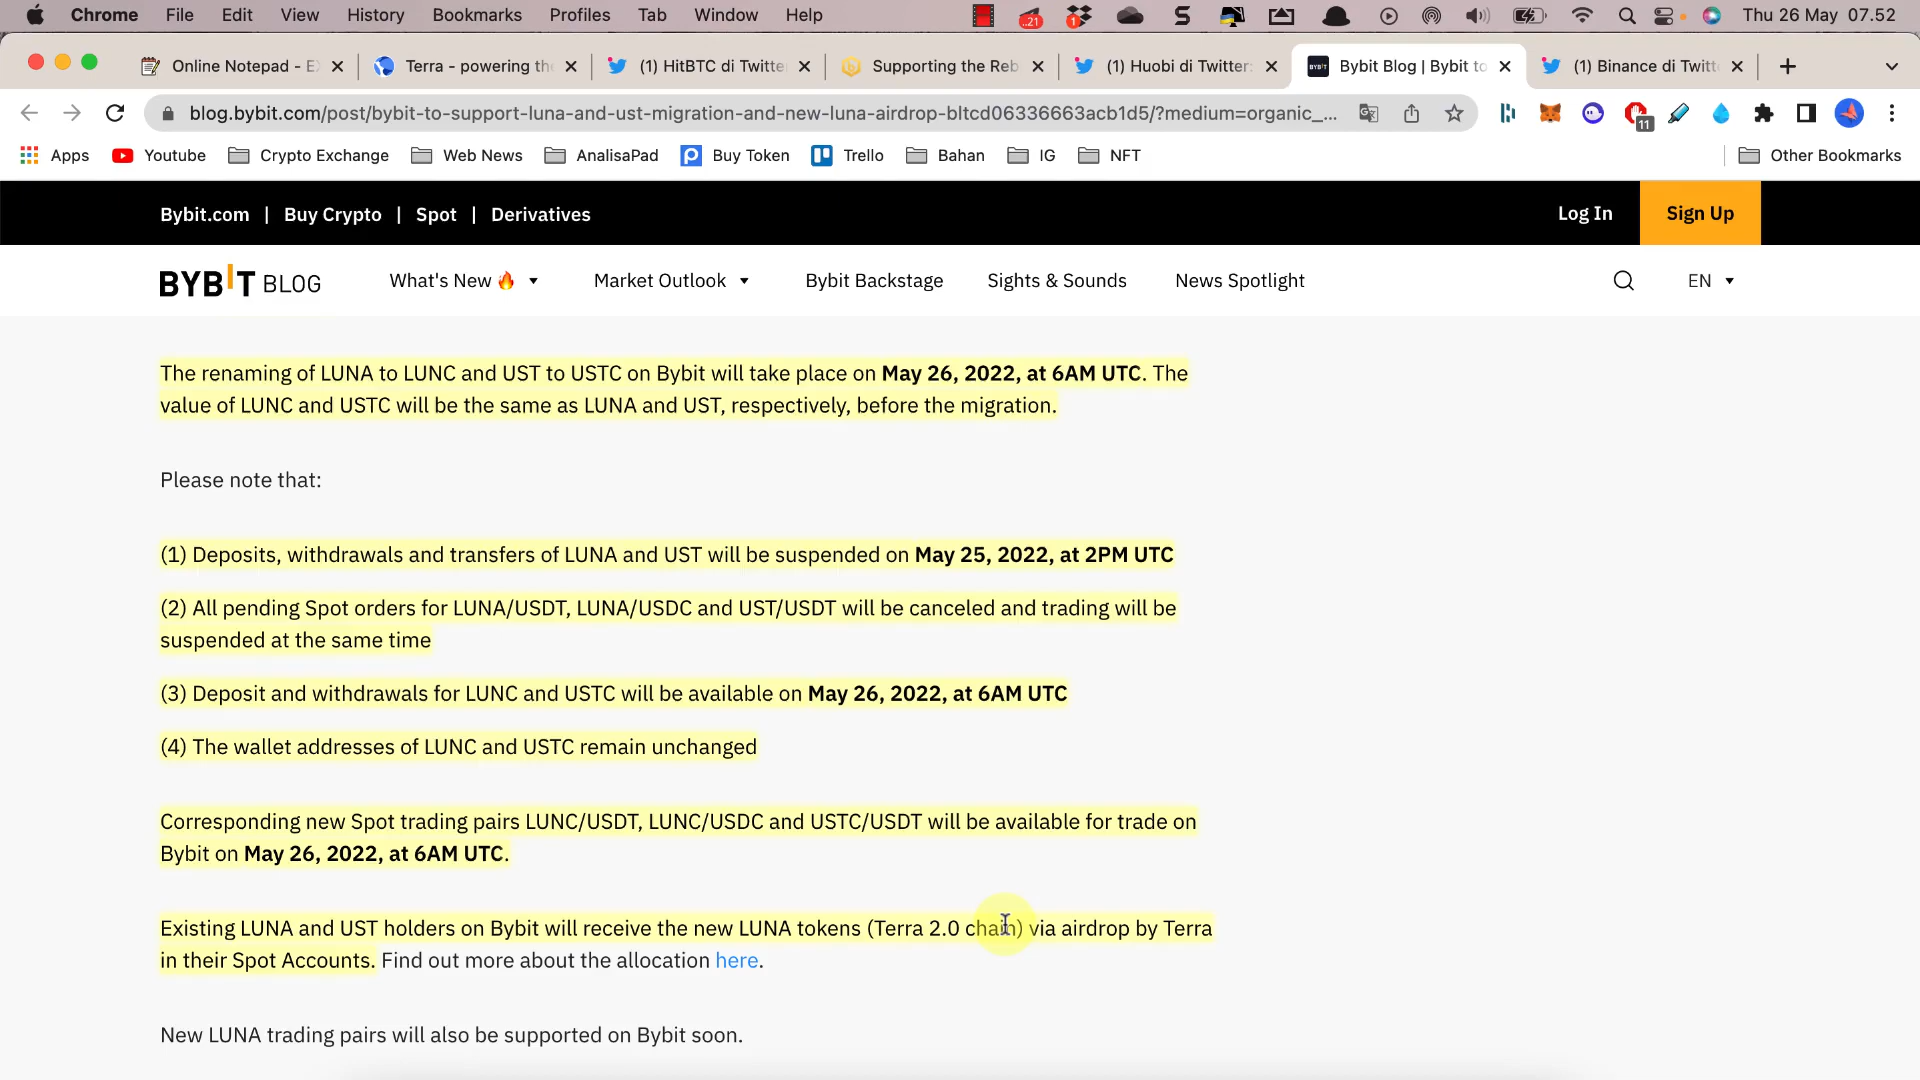 Chrome File Edit View History Bookmarks Profiles Tab Window Help Thu 26 May 07.52
Online Notepad - E (1) HitBTC di Twitte Supporting the Reb (1) Huobi di Twitter: Bybit Blog | Bybit to (1) Binance di Twitt
Terra - powering th
blog.bybit.com/post/bybit-to-support-luna-and-ust-migration-and-new-luna-airdrop-bltcd06336663acb1d5/?medium=organic_...
11
Apps Youtube Crypto Exchange Web News AnalisaPad Buy Token Trello Bahan IG NFT Other Bookmarks
Bybit.com | Buy Crypto | Spot | Derivatives Log In Sign Up
BYBIT BLOG What's New Market Outlook Bybit Backstage Sights & Sounds News Spotlight EN
The renaming of LUNA to LUNC and UST to USTC on Bybit will take place on May 26, 2022, at 6AM UTC. The
value of LUNC and USTC will be the same as LUNA and UST, respectively, before the migration.
Please note that:
(1) Deposits, withdrawals and transfers of LUNA and UST will be suspended on May 25, 2022, at 2PM UTC
(2) All pending Spot orders for LUNA/USDT, LUNA/USDC and UST/USDT will be canceled and trading will be
suspended at the same time
(3) Deposit and withdrawals for LUNC and USTC will be available on May 26, 2022, at 6AM UTC
(4) The wallet addresses of LUNC and USTC remain unchanged
Corresponding new Spot trading pairs LUNC/USDT, LUNC/USDC and USTC/USDT will be available for trade on
Bybit on May 26, 2022, at 6AM UTC.
Existing LUNA and UST holders on Bybit will receive the new LUNA tokens (Terra 2.0 chain) via airdrop by Terra
in their Spot Accounts. Find out more about the allocation here.
New LUNA trading pairs will also be supported on Bybit soon.